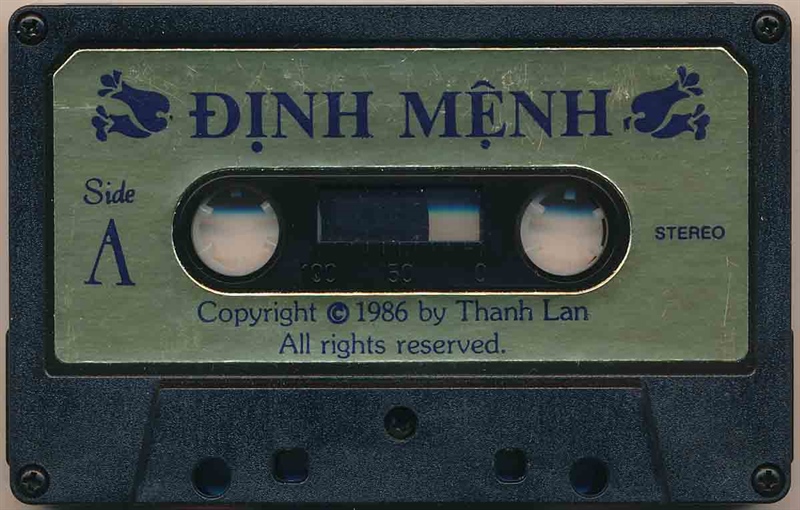 ĐỊNH MỆNH
Side
A
STEREO
100 50 0
Copyright © 1986 by Thanh Lan
All rights reserved.